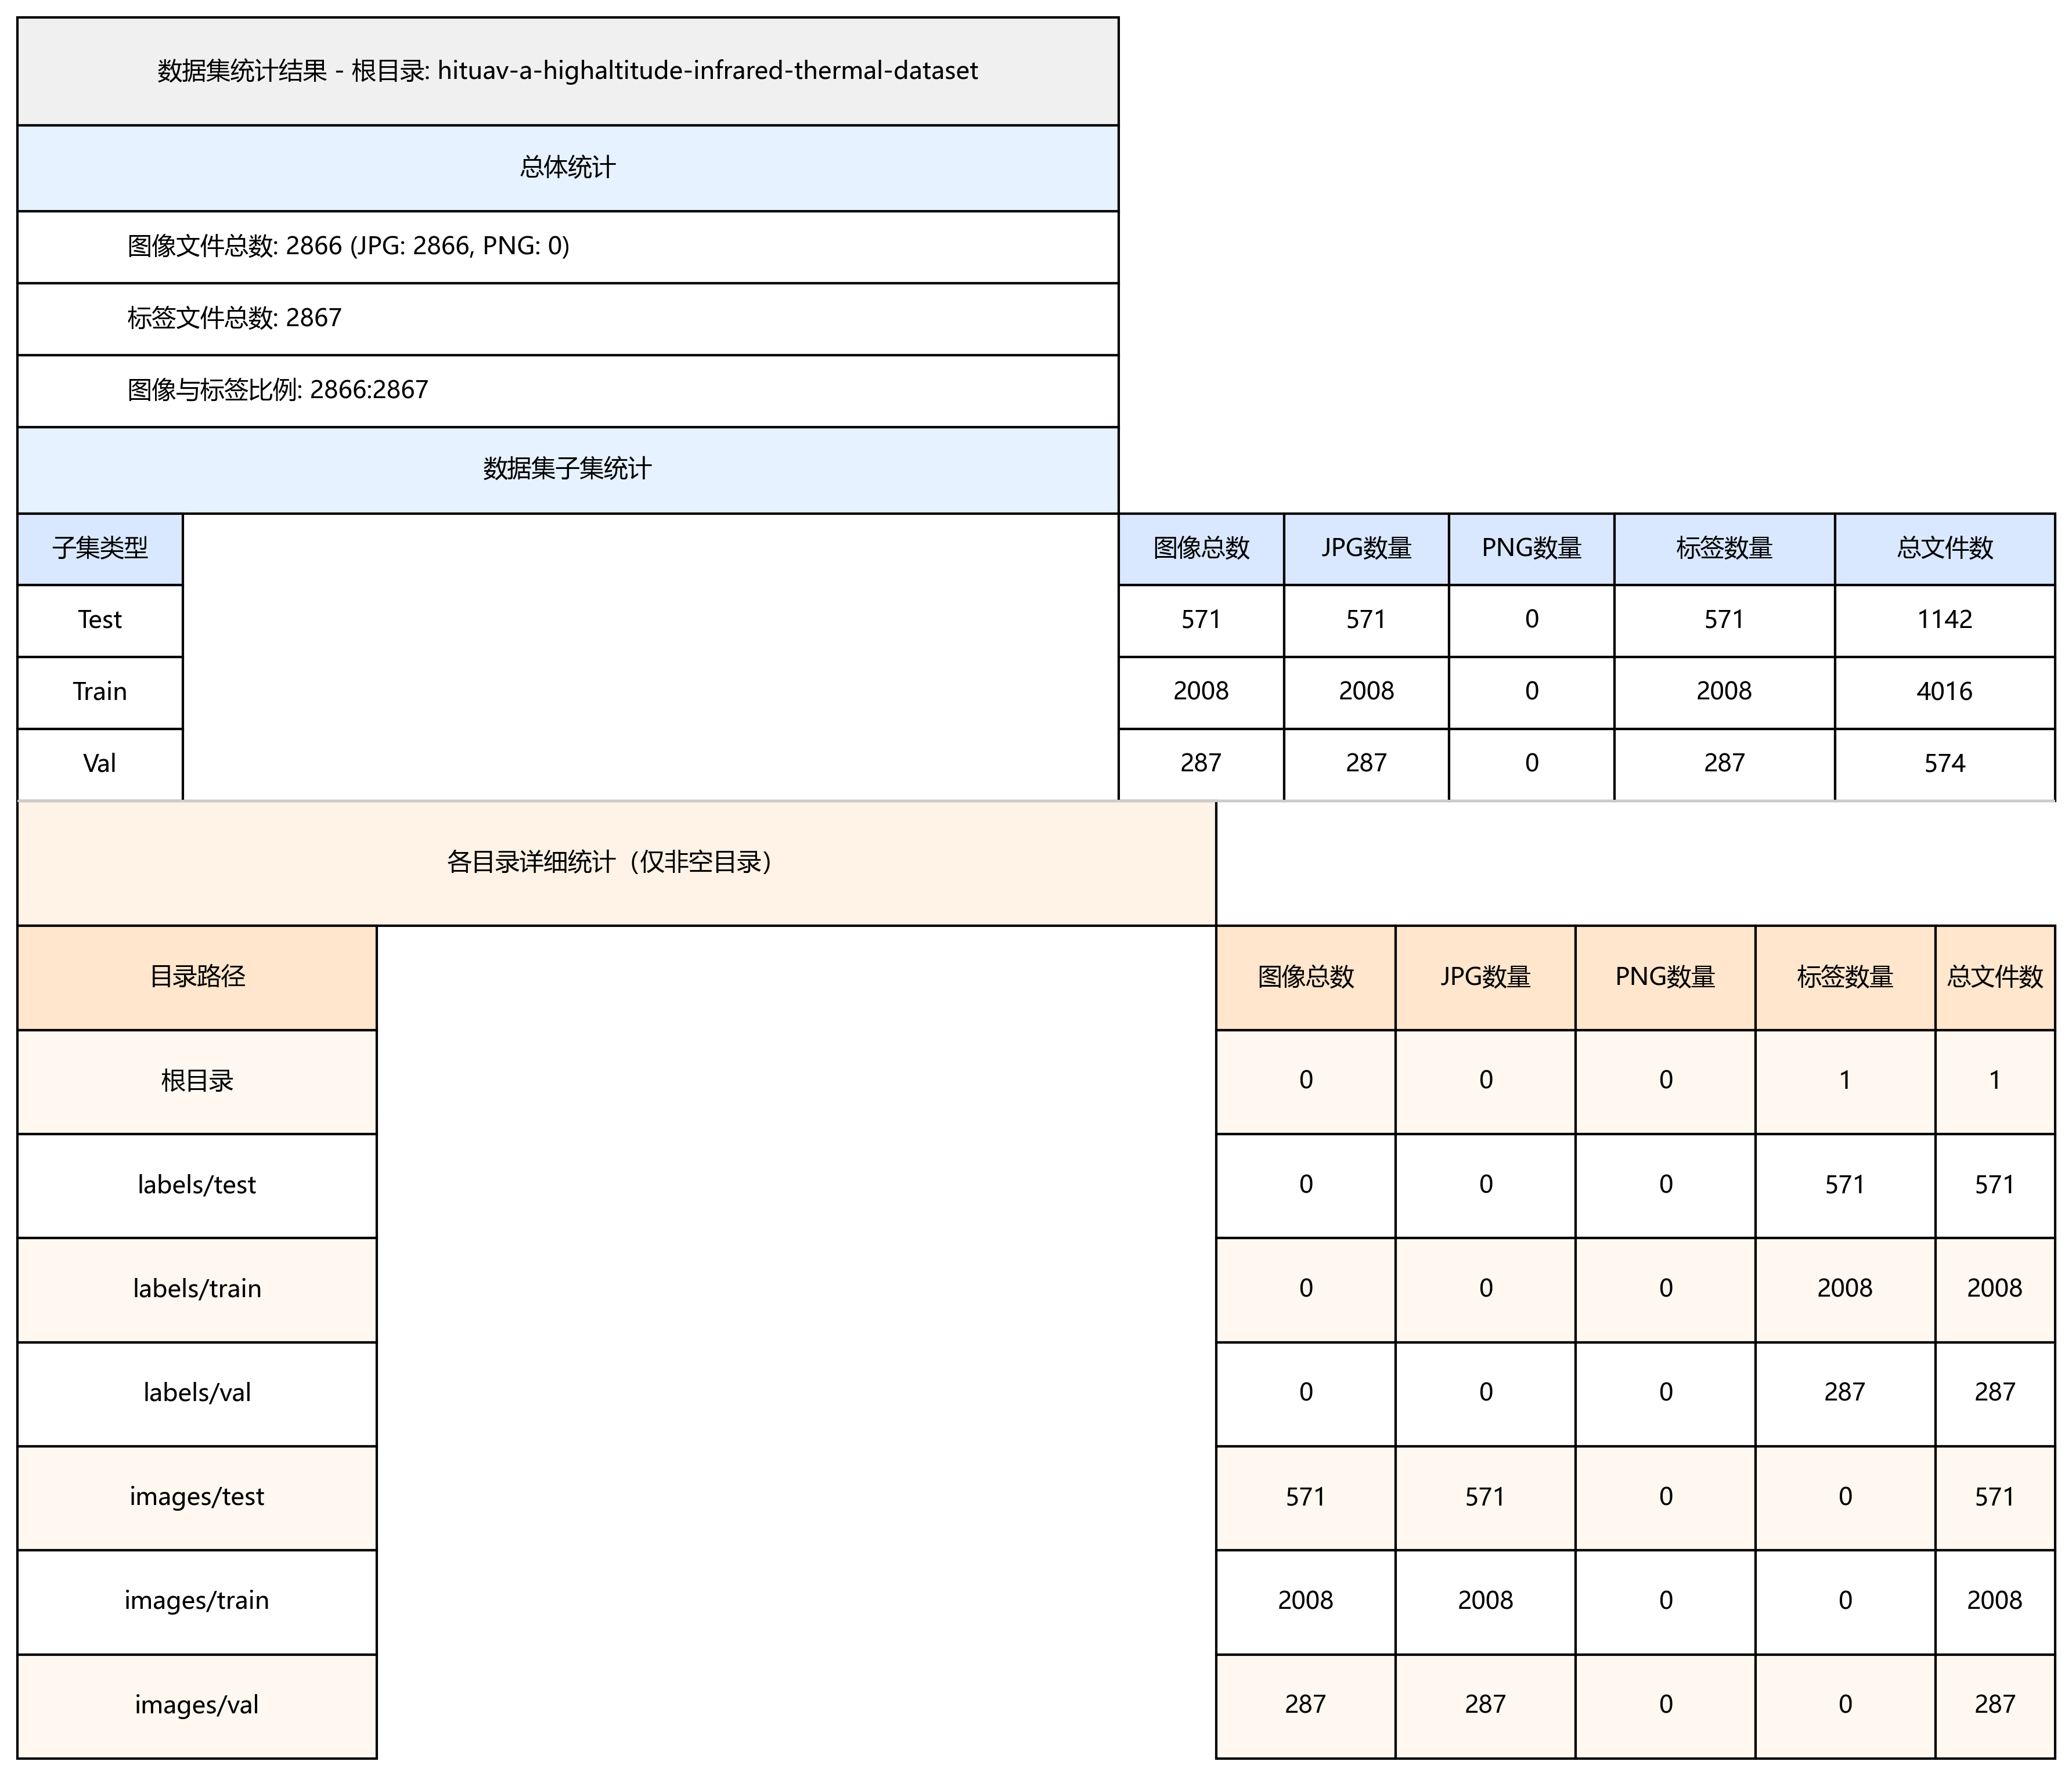 数据集统计结果 - 根目录: hituav-a-highaltitude-infrared-thermal-dataset
总体统计
图像文件总数: 2866 (JPG: 2866, PNG: 0)
标签文件总数: 2867
图像与标签比例: 2866:2867
数据集子集统计
子集类型 图像总数 JPG数量 PNG数量 标签数量 总文件数
Test 571 571 0 571 1142
Train 2008 2008 0 2008 4016
Val 287 287 0 287 574
各目录详细统计（仅非空目录）
目录路径 图像总数 JPG数量 PNG数量 标签数量 总文件数
根目录 0 0 0 1 1
labels/test 0 0 0 571 571
labels/train 0 0 0 2008 2008
labels/val 0 0 0 287 287
images/test 571 571 0 0 571
images/train 2008 2008 0 0 2008
images/val 287 287 0 0 287